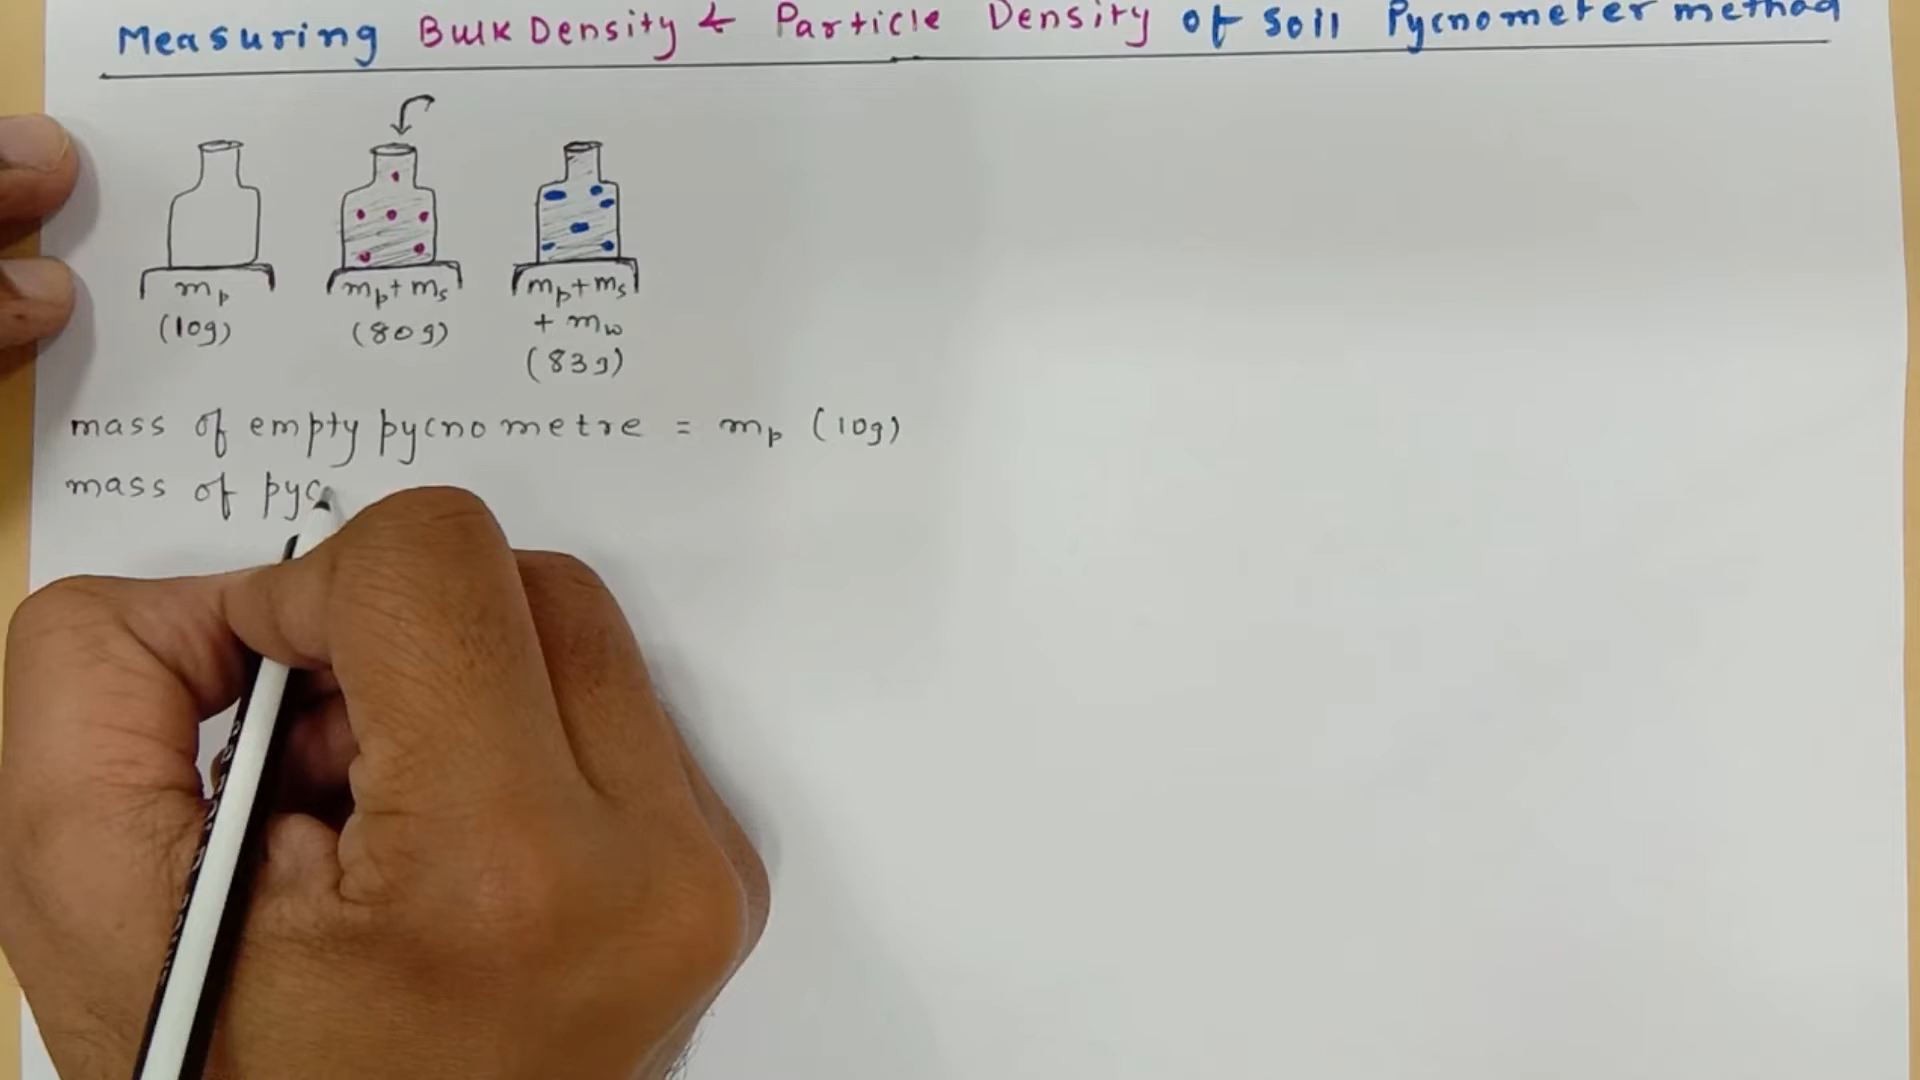 Measuring Bulk Density & Particle Density of Soil Pycnometer method
mp mp + ms mp + ms
+ mw
(10g) (80g) (83g)
mass of empty pycnometre = mp (10g)
mass of pyc